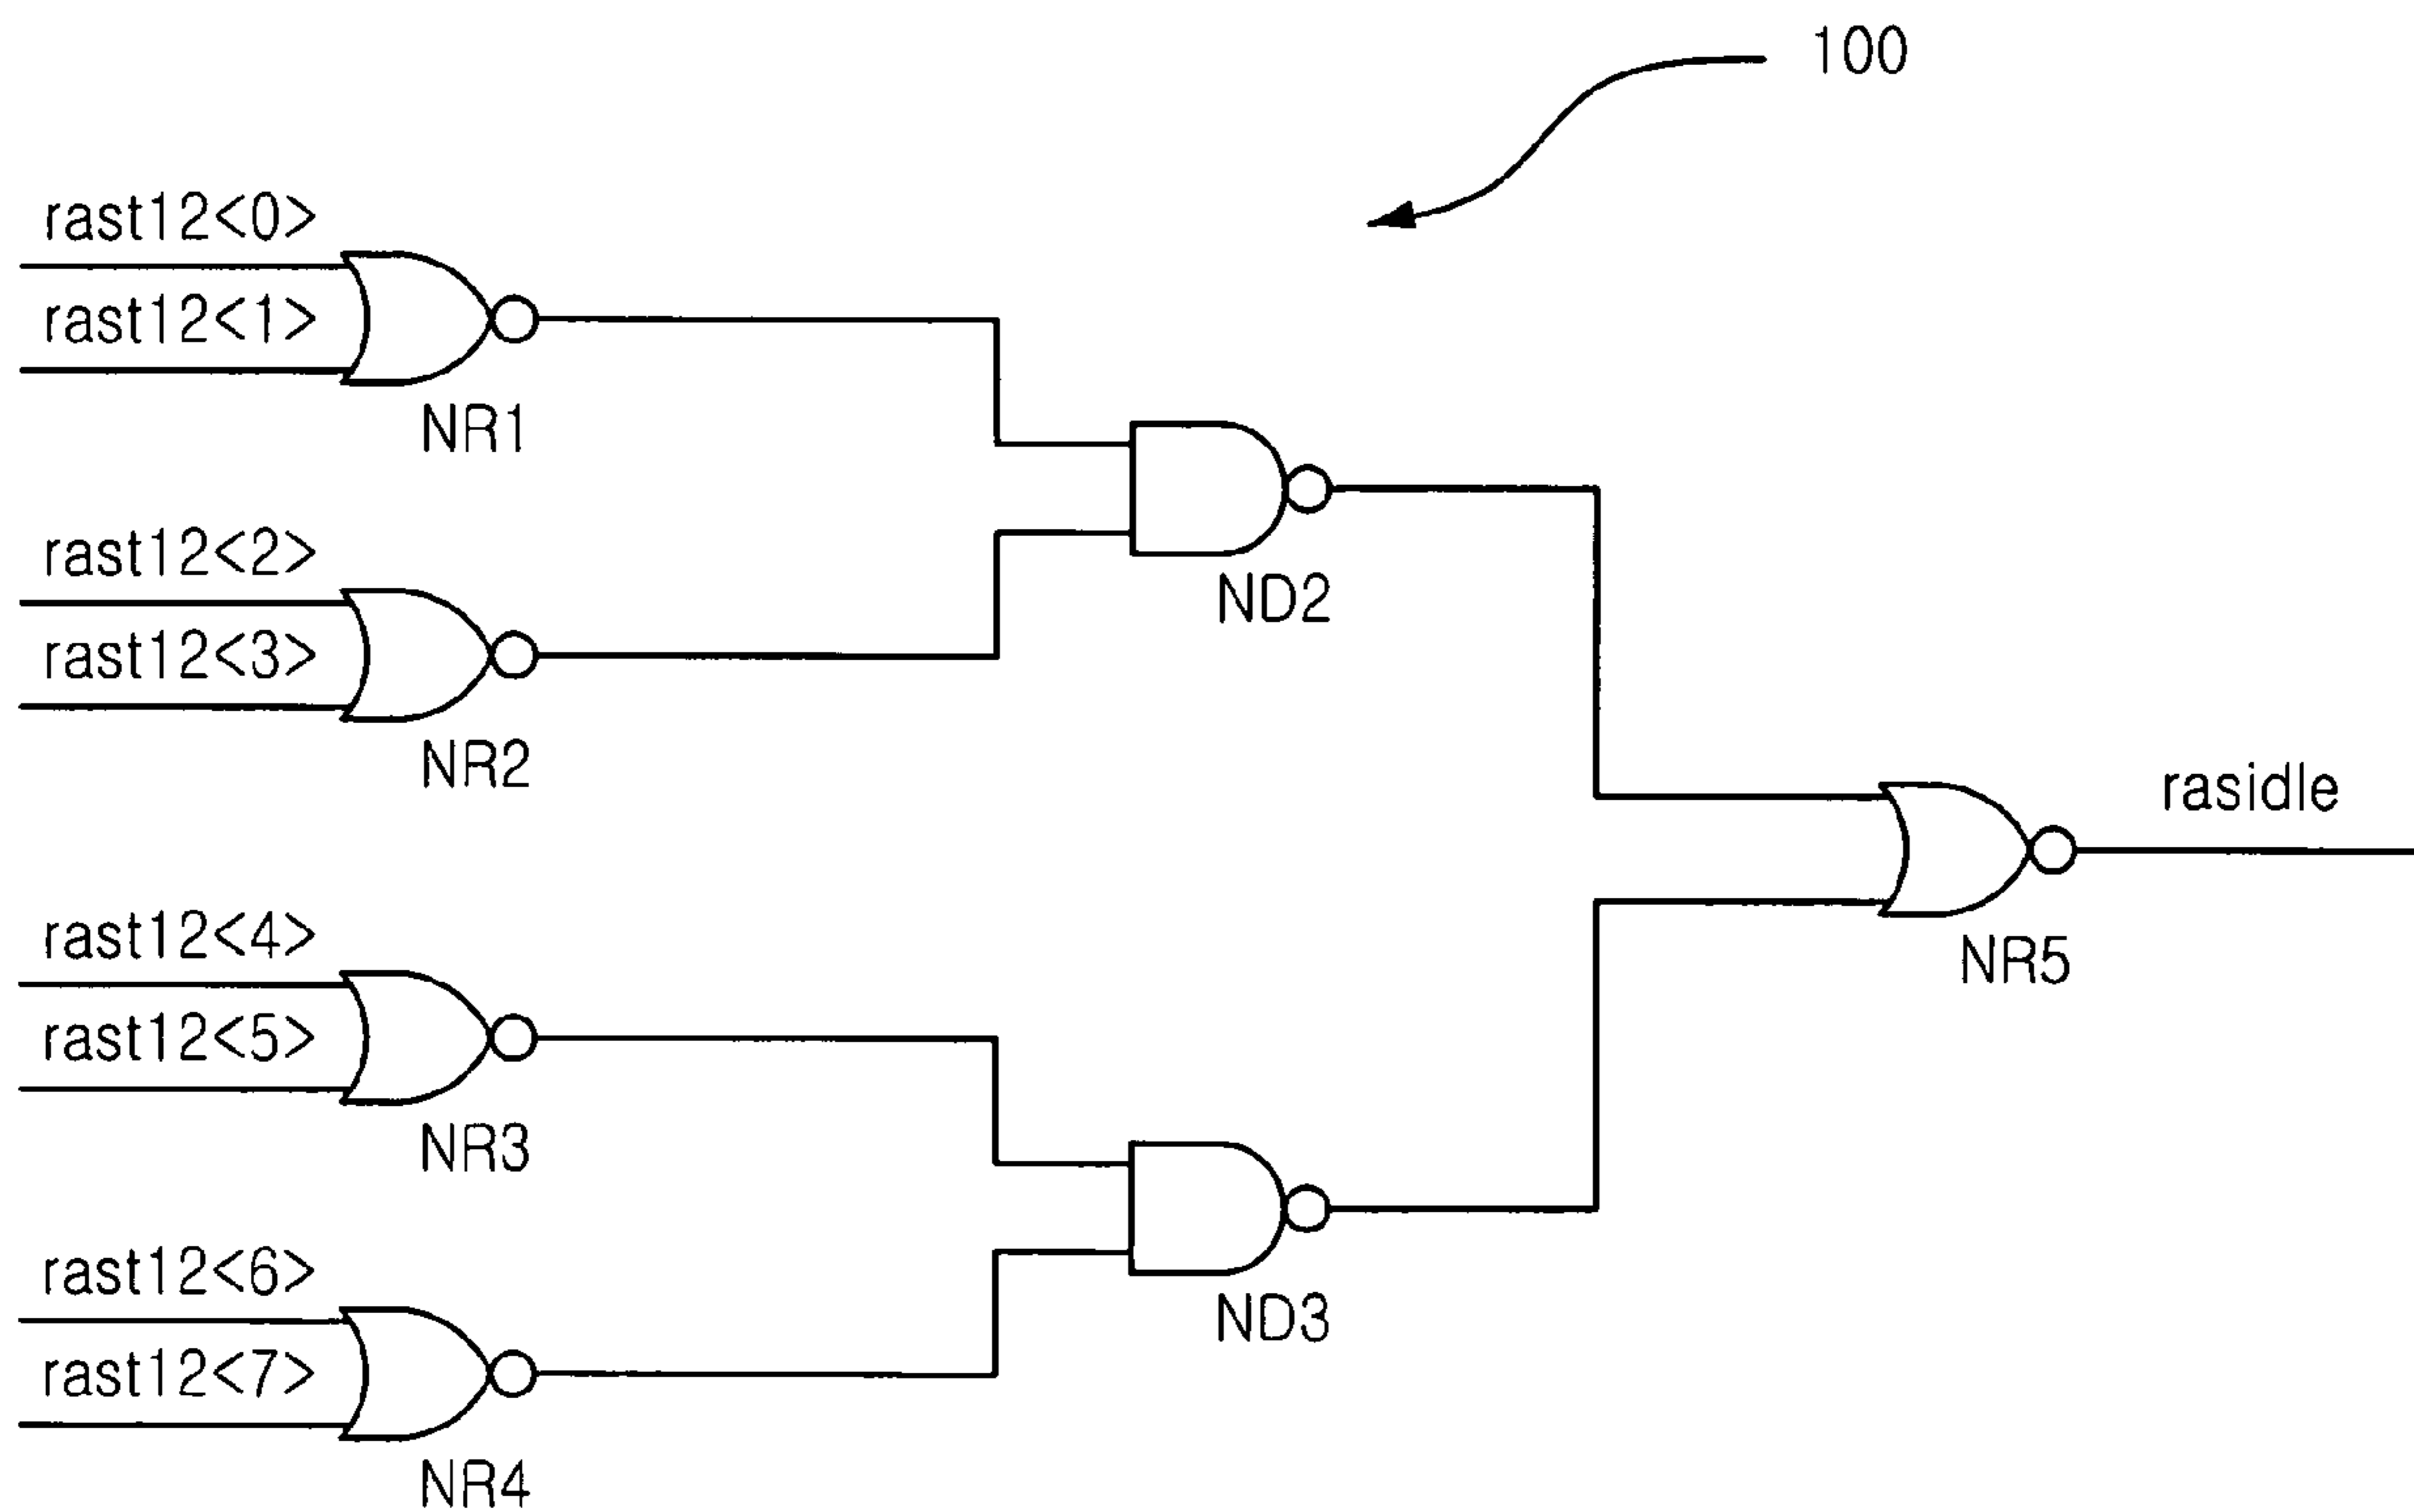 100
rast12<0>
rast12<1>
NR1
rast12<2>
rast12<3>
NR2
ND2
rast12<4>
rast12<5>
NR3
rasidle
NR5
rast12<6>
rast12<7>
NR4
ND3